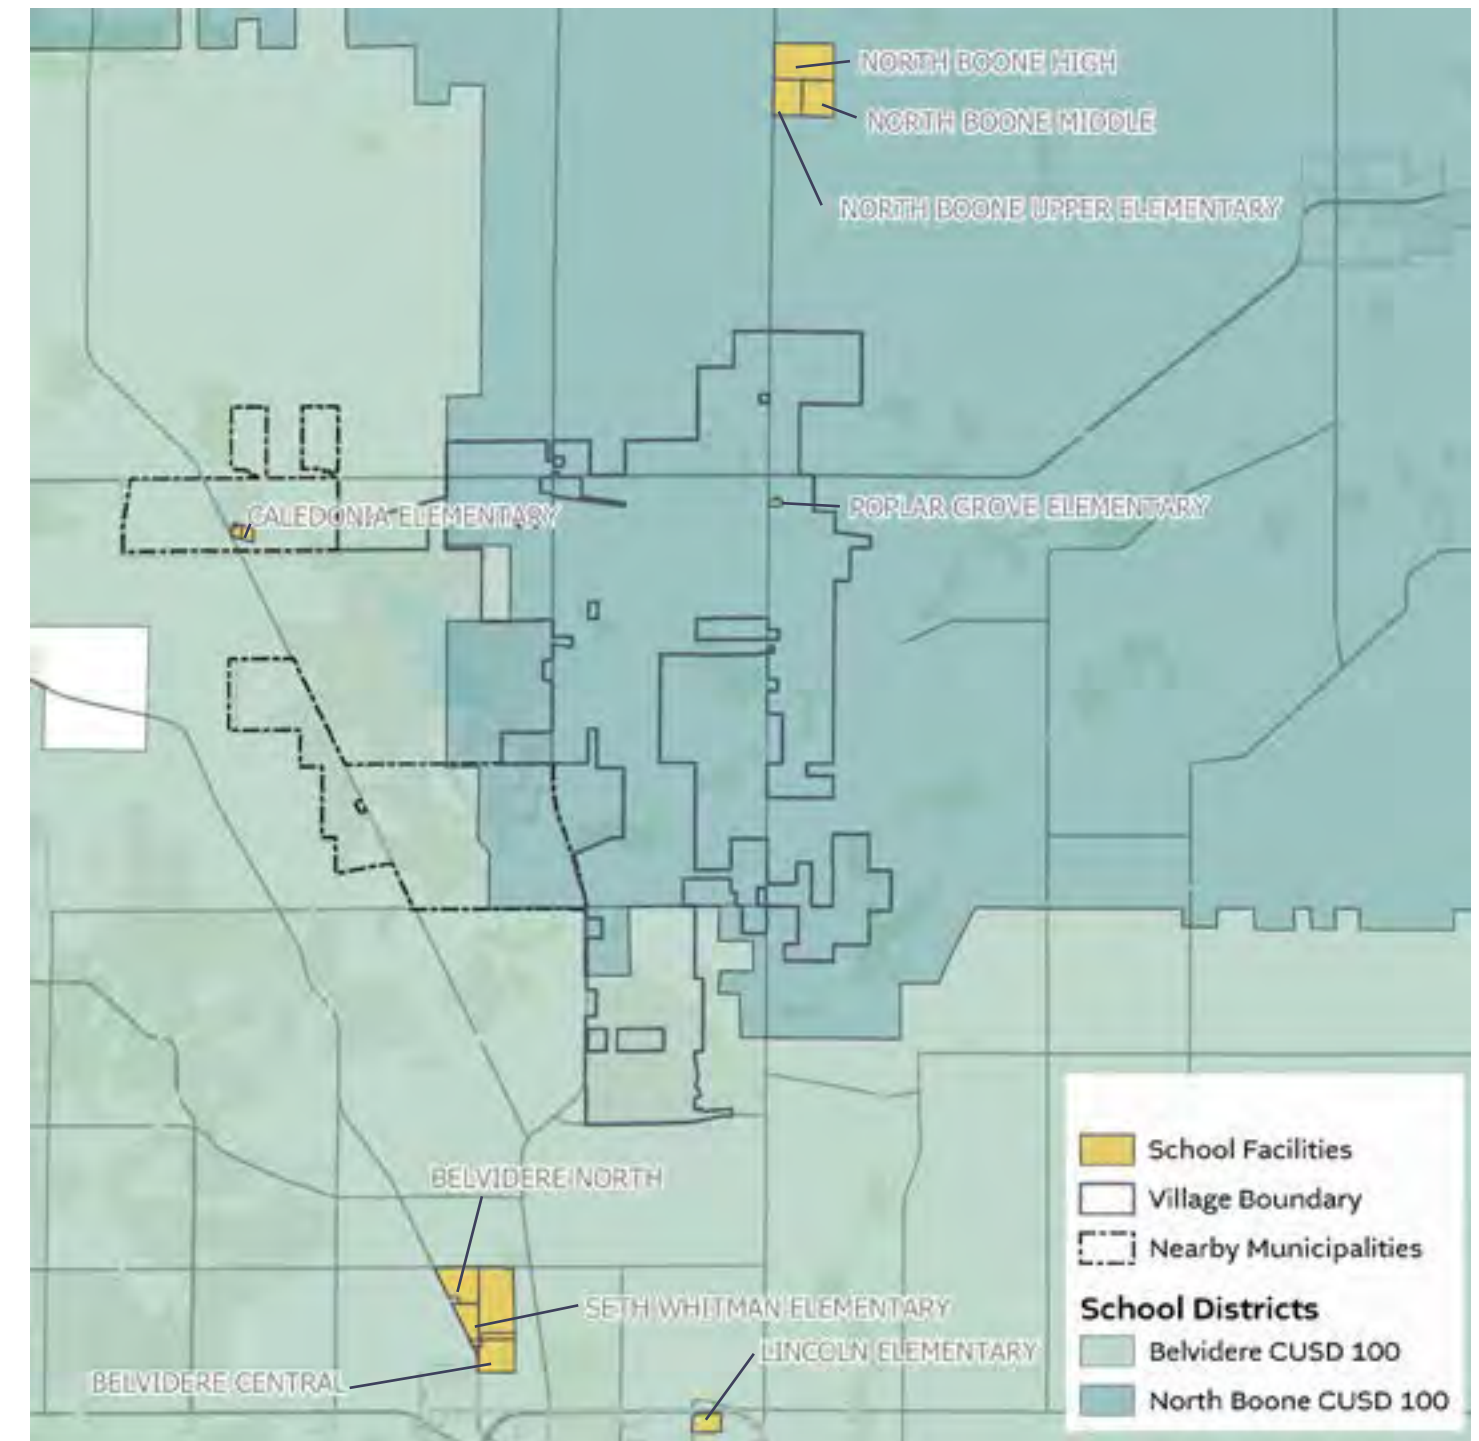 NORTH BOONE HIGH
NORTH BOONE MIDDLE
NORTH BOONE UPPER ELEMENTARY
POPLAR GROVE ELEMENTARY
CALEDONIA ELEMENTARY
BELVIDERE NORTH
SETH WHITMAN ELEMENTARY
LINCOLN ELEMENTARY
BELVIDERE CENTRAL
School Facilities
Village Boundary
Nearby Municipalities
School Districts
Belvidere CUSD 100
North Boone CUSD 100